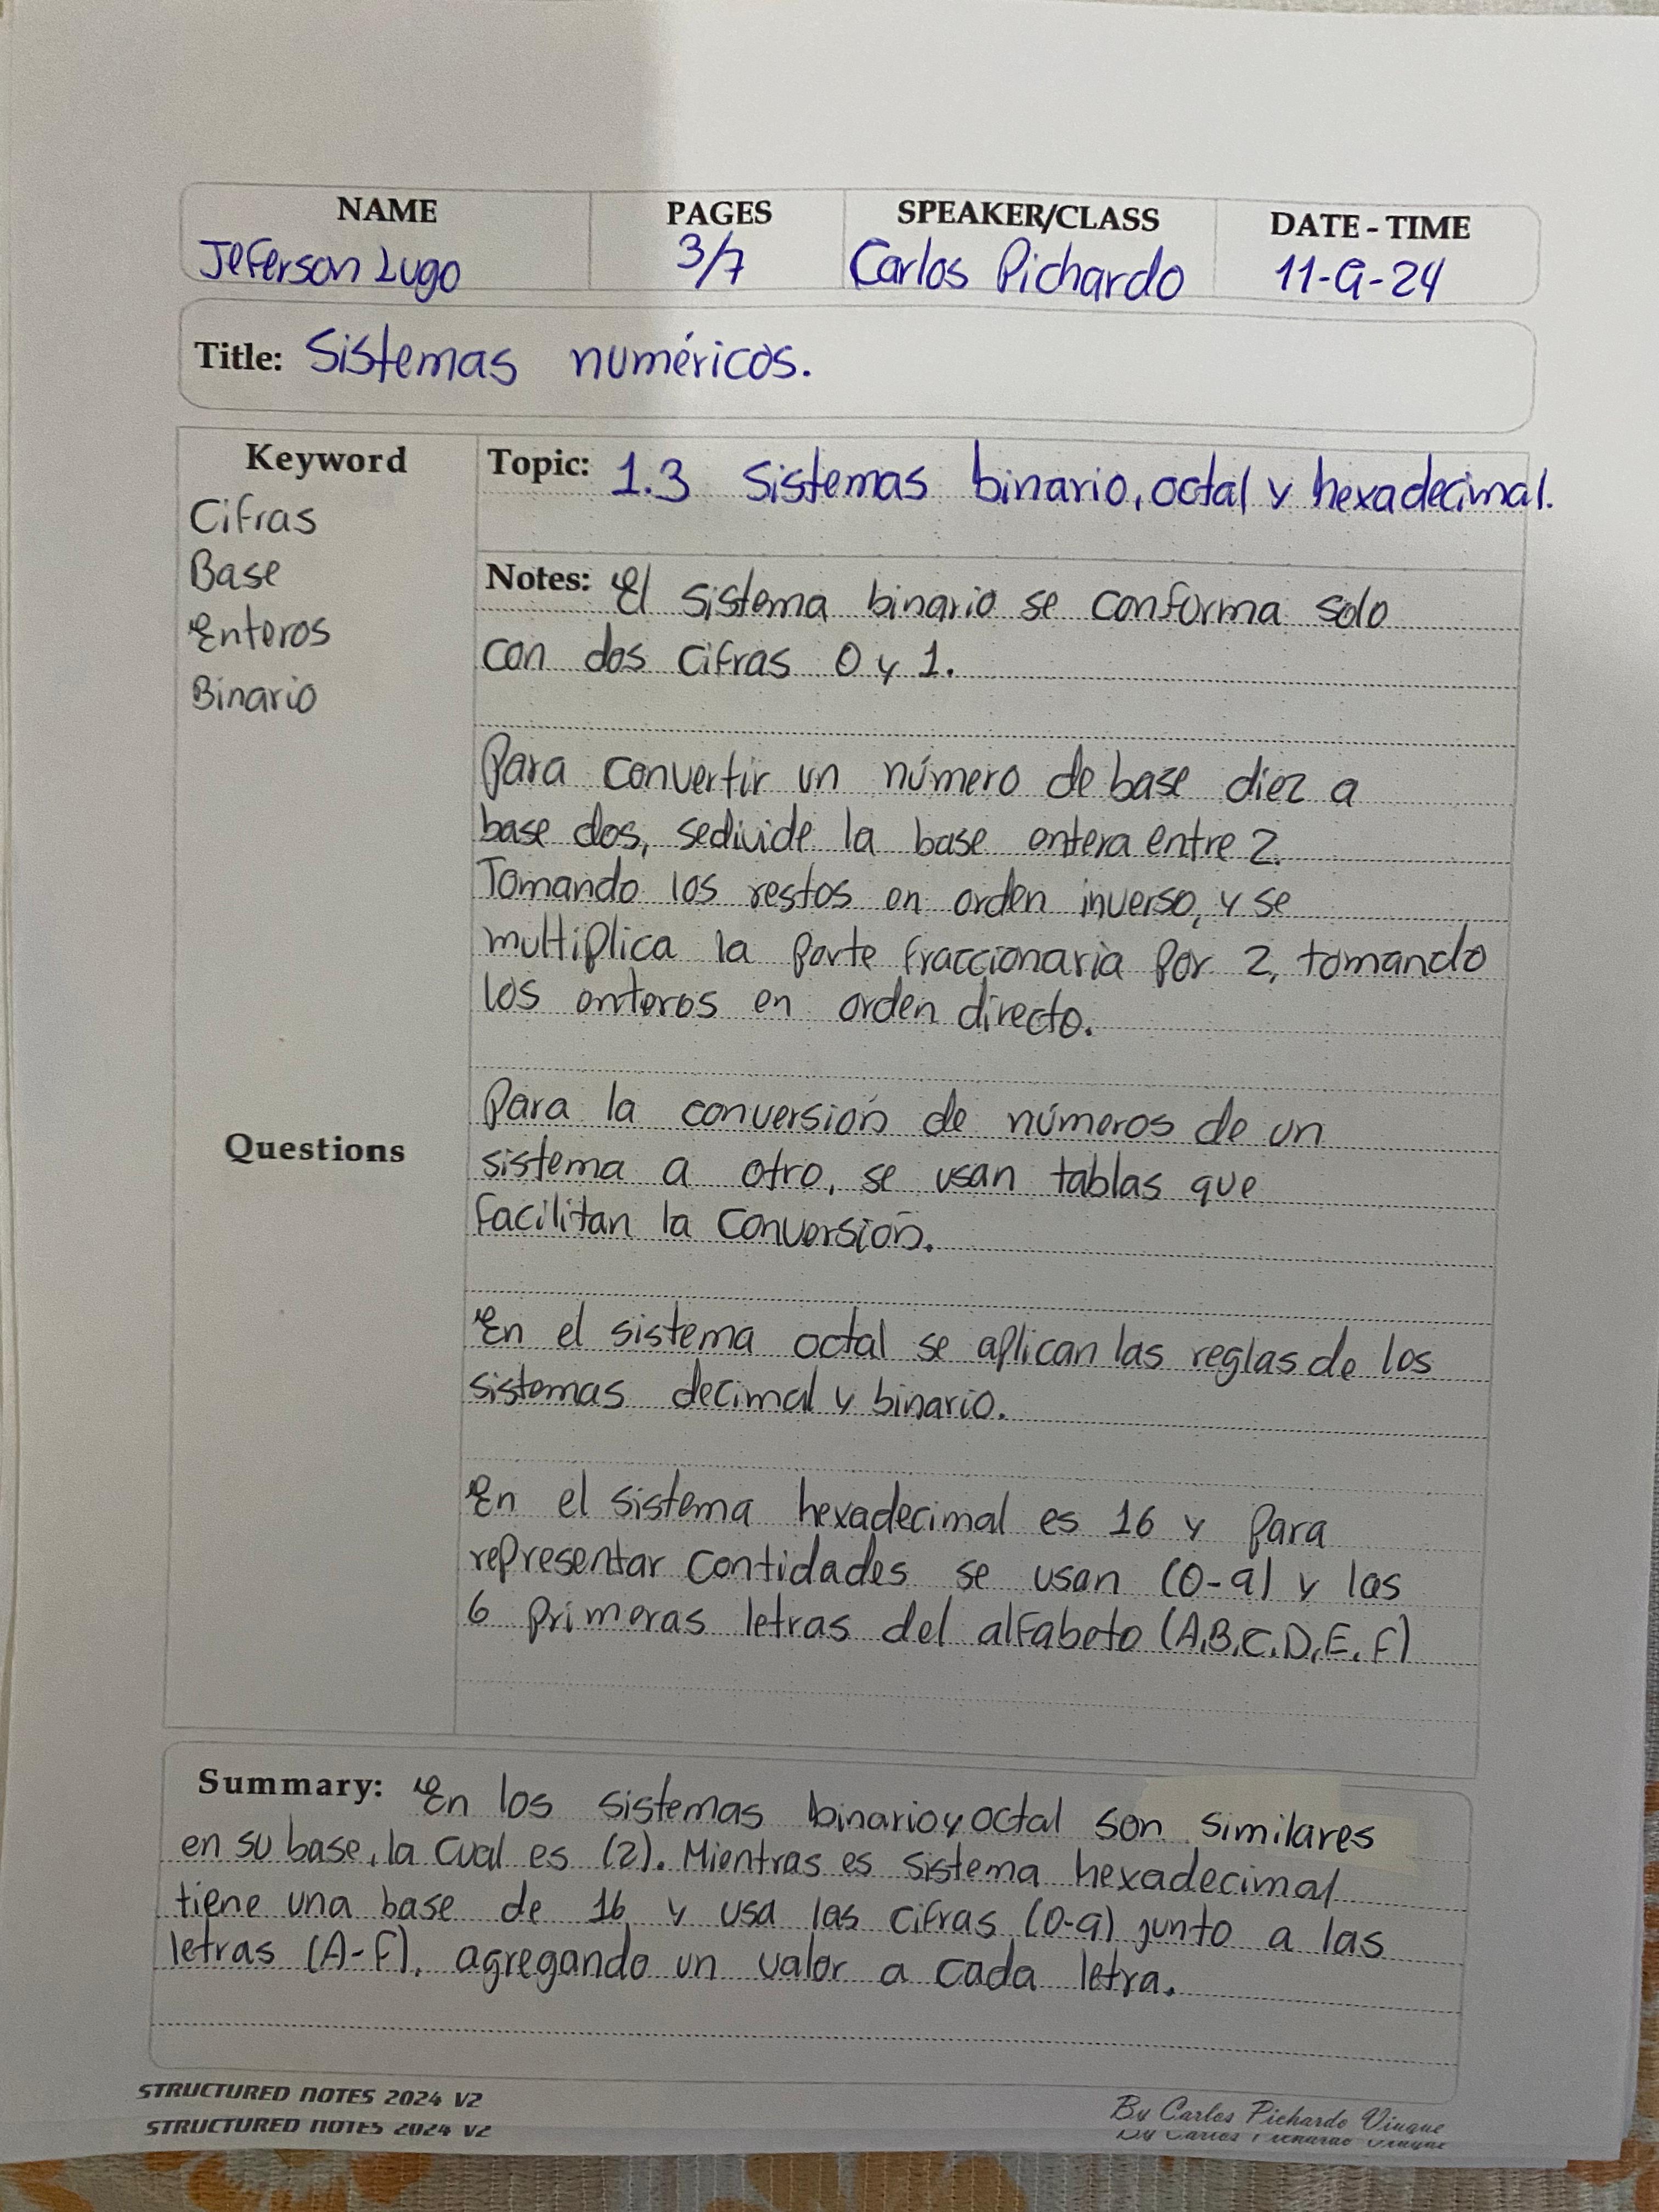 NAME PAGES SPEAKER/CLASS DATE - TIME
Jeferson Lugo 3/7 Carlos Pichardo 11-9-24
Title: Sistemas numéricos.
Keyword
Cifras
Base
Enteros
Binario
Questions
Topic: 1.3 Sistemas binario, octal y hexadecimal.
Notes: El sistema binario se conforma solo
con dos cifras 0 y 1.
Para convertir un número de base diez a
base dos, se divide la base entera entre 2.
Tomando los restos en orden inverso, y se
multiplica la parte fraccionaria por 2, tomando
los enteros en orden directo.
Para la conversión de números de un
sistema a otro, se usan tablas que
facilitan la conversión.
En el sistema octal se aplican las reglas de los
sistemas decimal y binario.
En el sistema hexadecimal es 16 y para
representar contidades se usan (0-9) y las
6 primeras letras del alfabeto (A,B,C,D,E,F)
Summary: En los sistemas binario y octal son similares
en su base, la cual es (2). Mientras es sistema hexadecimal
tiene una base de 16 y usa las cifras (0-9) junto a las
letras (A-F), agregando un valor a cada letra.
STRUCTURED NOTES 2024 V2 By Carlos Pichardo Viuque
STRUCTURED NOTES 2024 V2 By Carlos Pichardo Viuque